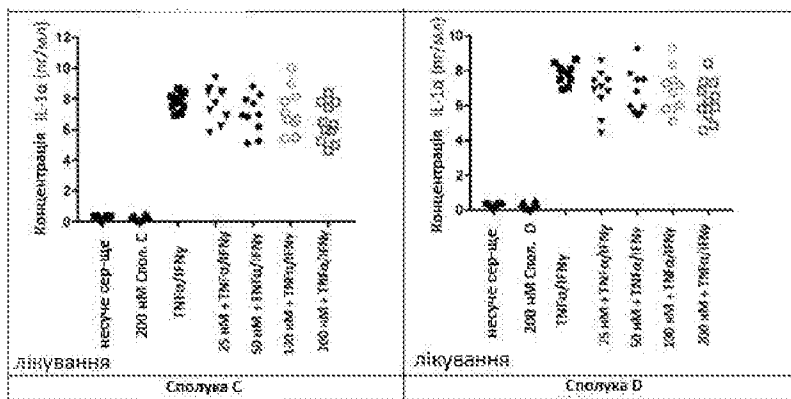 Концентрація IL-1α (пг/мл)
12
10
8
6
4
2
0
несуче сер-ще
200 нМ Спол. С
TNFα/IFNγ
25 нМ + TNFα/IFNγ
50 нМ + TNFα/IFNγ
100 нМ + TNFα/IFNγ
нМ + TNFα/IFNγ
лікування
Сполука С
Концентрація IL-1α (пг/мл)
10
8
6
4
2
0
несуче сер-ще
200 нМ Спол. D
TNFα/IFNγ
25 нМ + TNFα/IFNγ
50 нМ + TNFα/IFNγ
100 нМ + TNFα/IFNγ
200 нМ + TNFα/IFNγ
лікування
Сполука D